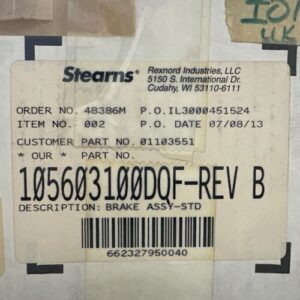 IOI
UK
Stearns® Rexnord Industries, LLC
5150 S. International Dr.
Cudahy, WI 53110-6111
ORDER NO. 48386M P.O.IL3000451524
ITEM NO. 002 P.O. DATE 07/08/13
CUSTOMER PART NO. 01103551
* OUR * PART NO.
105603100DQF-REV B
DESCRIPTION: BRAKE ASSY-STD
662327950040